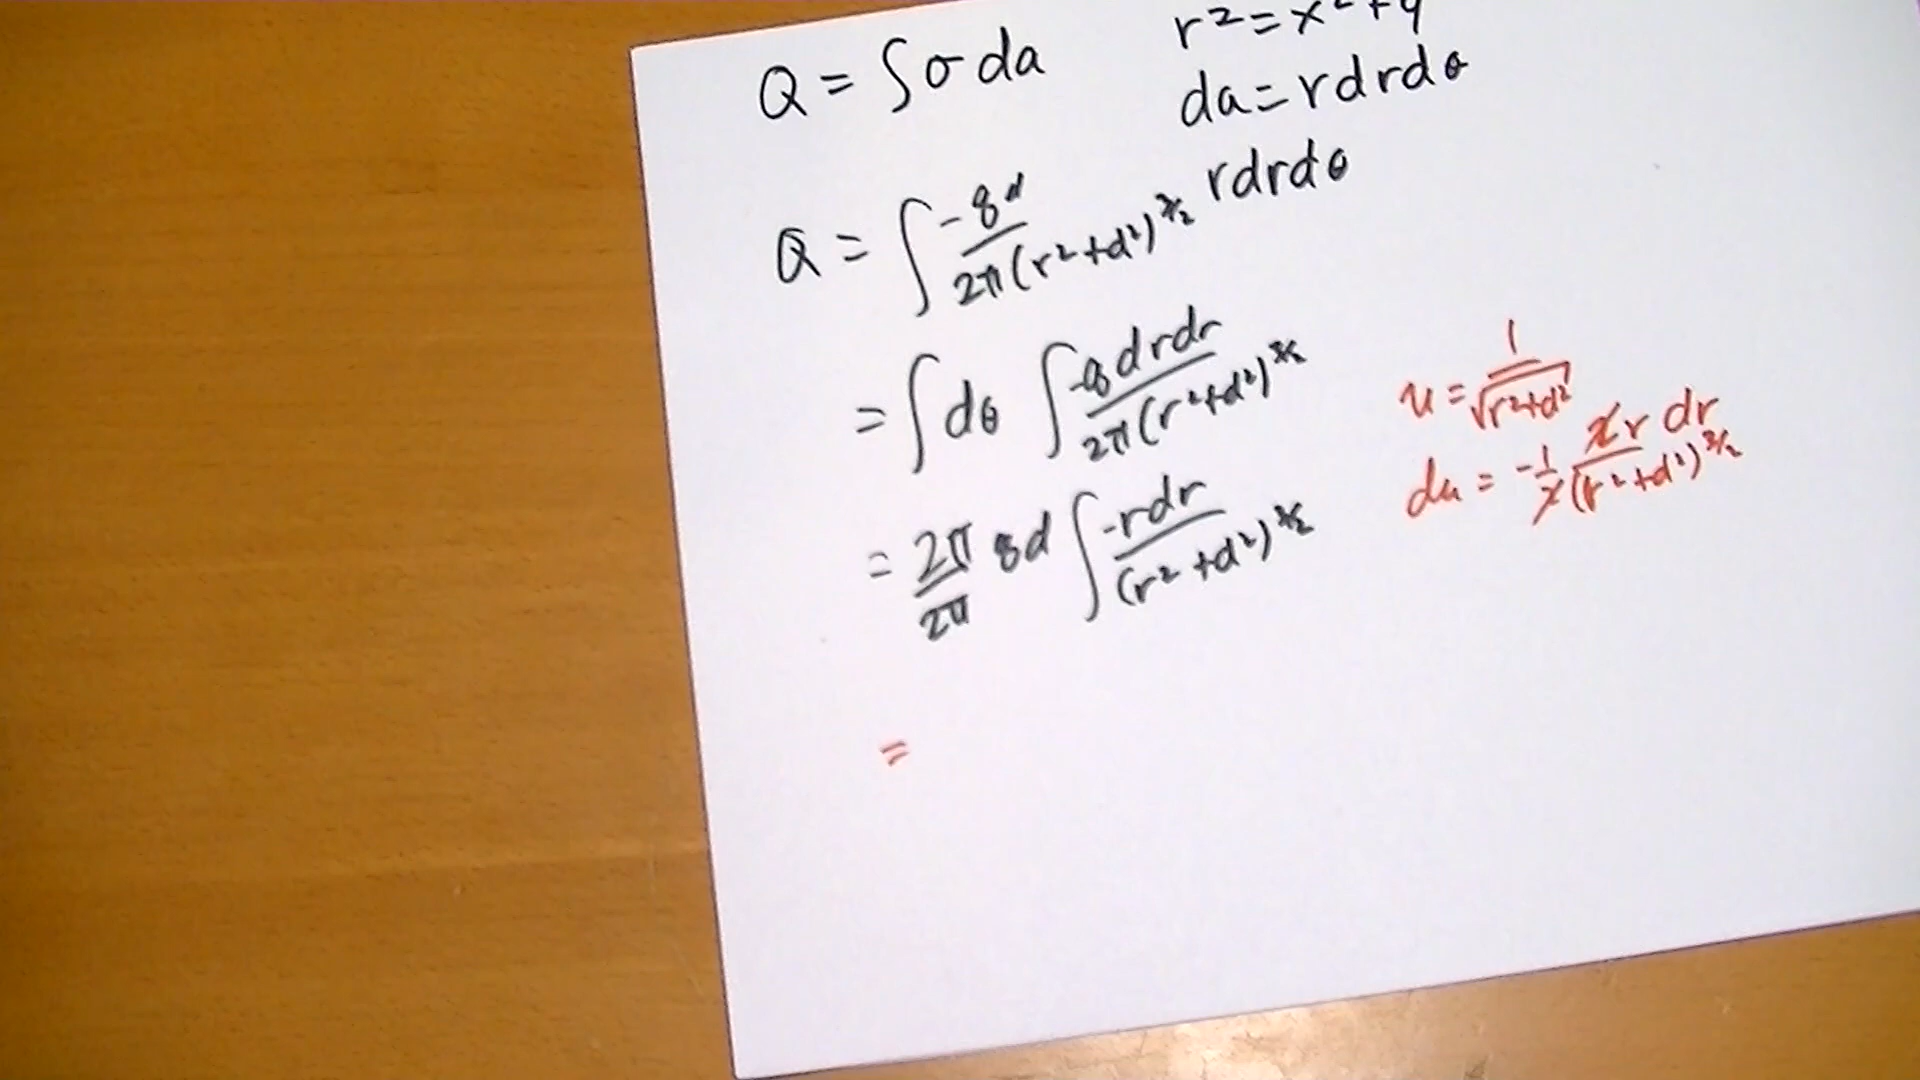 Q = ∫σ da
r² = x² + y
da = r dr dθ
Q = ∫ -qd / 2π(r²+d²)^3/2 r dr dθ
= ∫dθ ∫ -qd r dr / 2π(r²+d²)^3/2
u = 1/√(r²+d²)
du = -1/2 2r dr / (r²+d²)^3/2
= 2π/2π qd ∫ -r dr / (r²+d²)^3/2
=